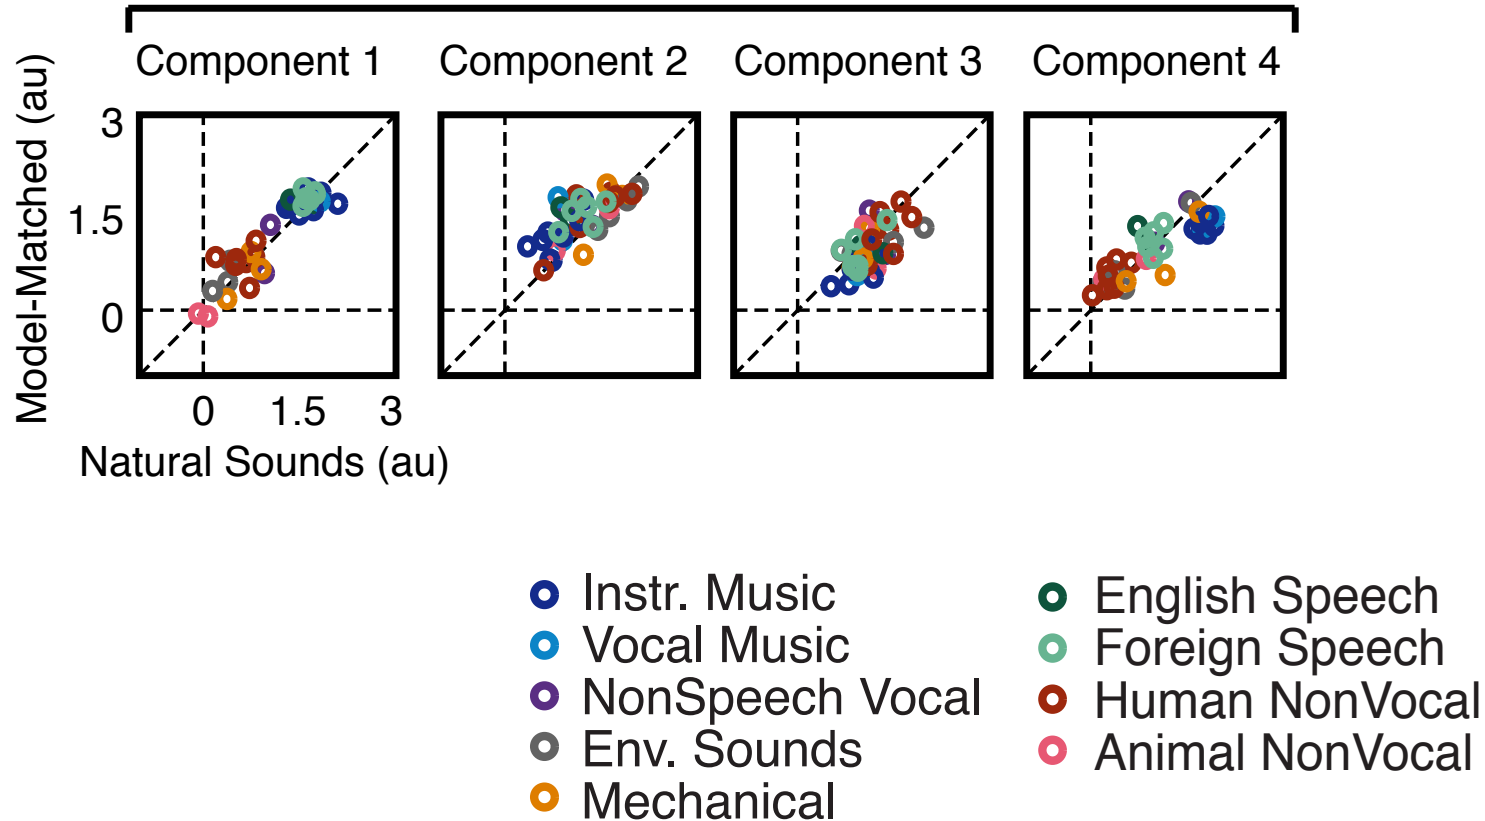 Component 1 Component 2 Component 3 Component 4
Model-Matched (au)
3
1.5
0
0 1.5 3
Natural Sounds (au)
Instr. Music
Vocal Music
NonSpeech Vocal
Env. Sounds
Mechanical
English Speech
Foreign Speech
Human NonVocal
Animal NonVocal